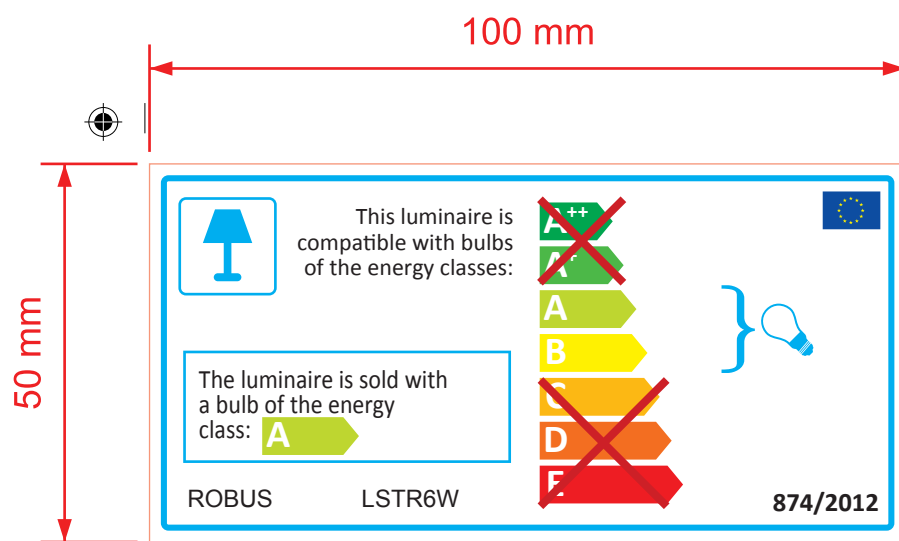 100 mm
50 mm
This luminaire is
compatible with bulbs
of the energy classes:
A++
A+
A
B
C
D
E
The luminaire is sold with
a bulb of the energy
class: A
ROBUS LSTR6W
874/2012